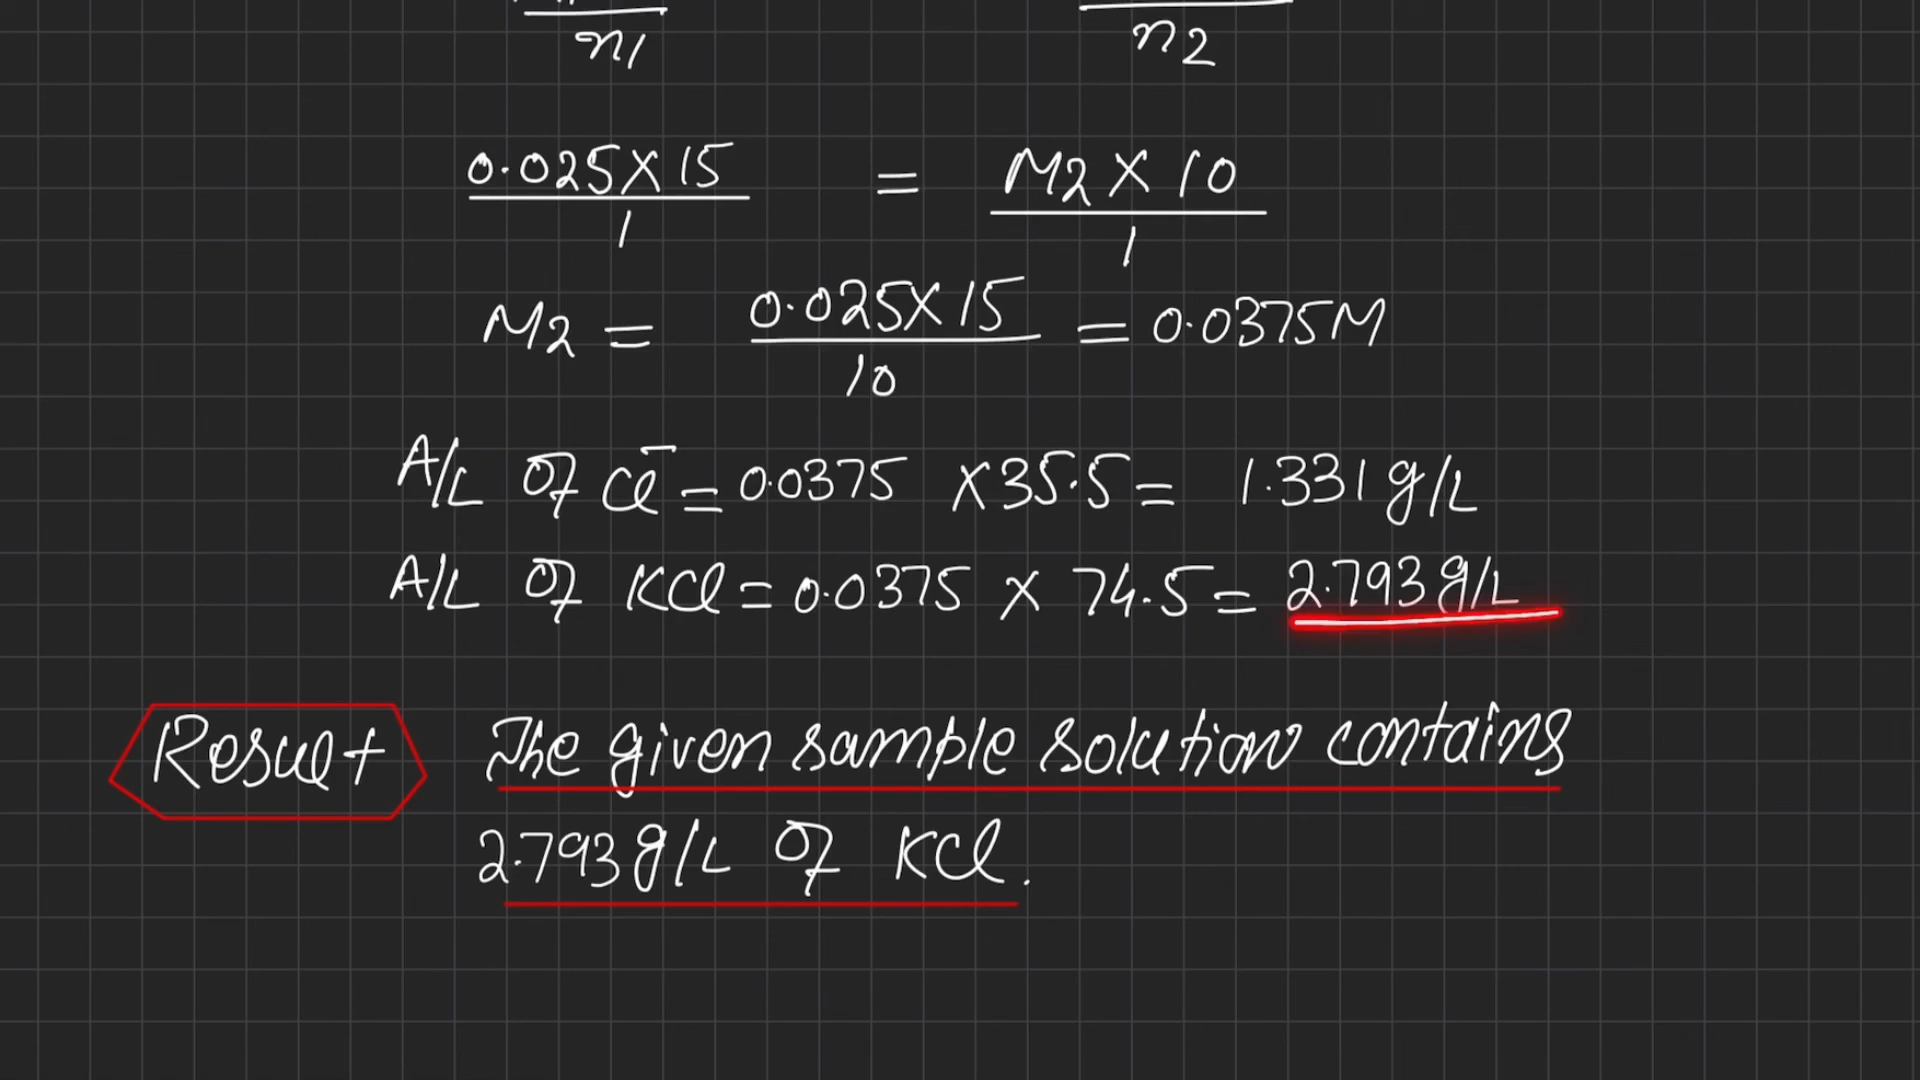 n1 n2
0.025X15 = M2 X 10
1 1
M2 = 0.025X15 = 0.0375M
10
A/L Of Cl⁻ = 0.0375 X35.5 = 1.331 g/L
A/L Of KCl = 0.0375 X 74.5 = 2.793 g/L
Result The given sample solution contains
2.793 g/L Of KCl.